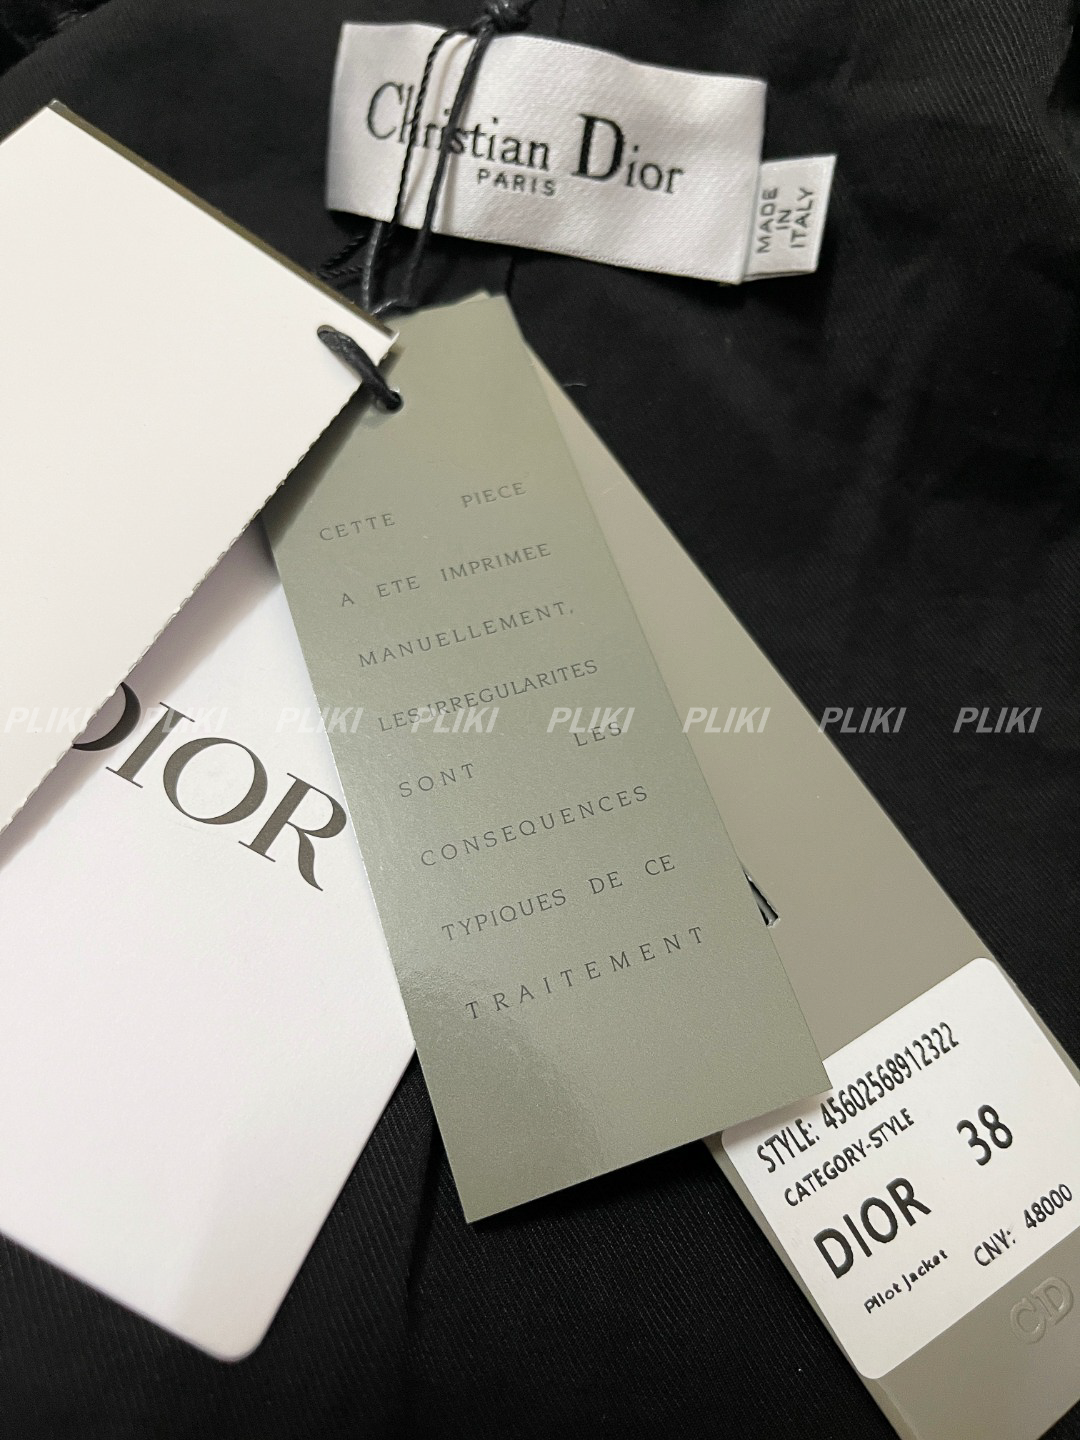 Christian Dior
PARIS
MADE
IN
ITALY
CETTE PIECE
A ETE IMPRIMEE
MANUELLEMENT,
LES IRREGULARITES
SONT LES
CONSEQUENCES
TYPIQUES DE CE
TRAITEMENT
PLIKI PLIKI PLIKI PLIKI PLIKI PLIKI PLIKI PLIKI
DIOR
STYLE: 45602568912322
CATEGORY-STYLE
DIOR 38
Pilot jacket CNY: 48000
CD